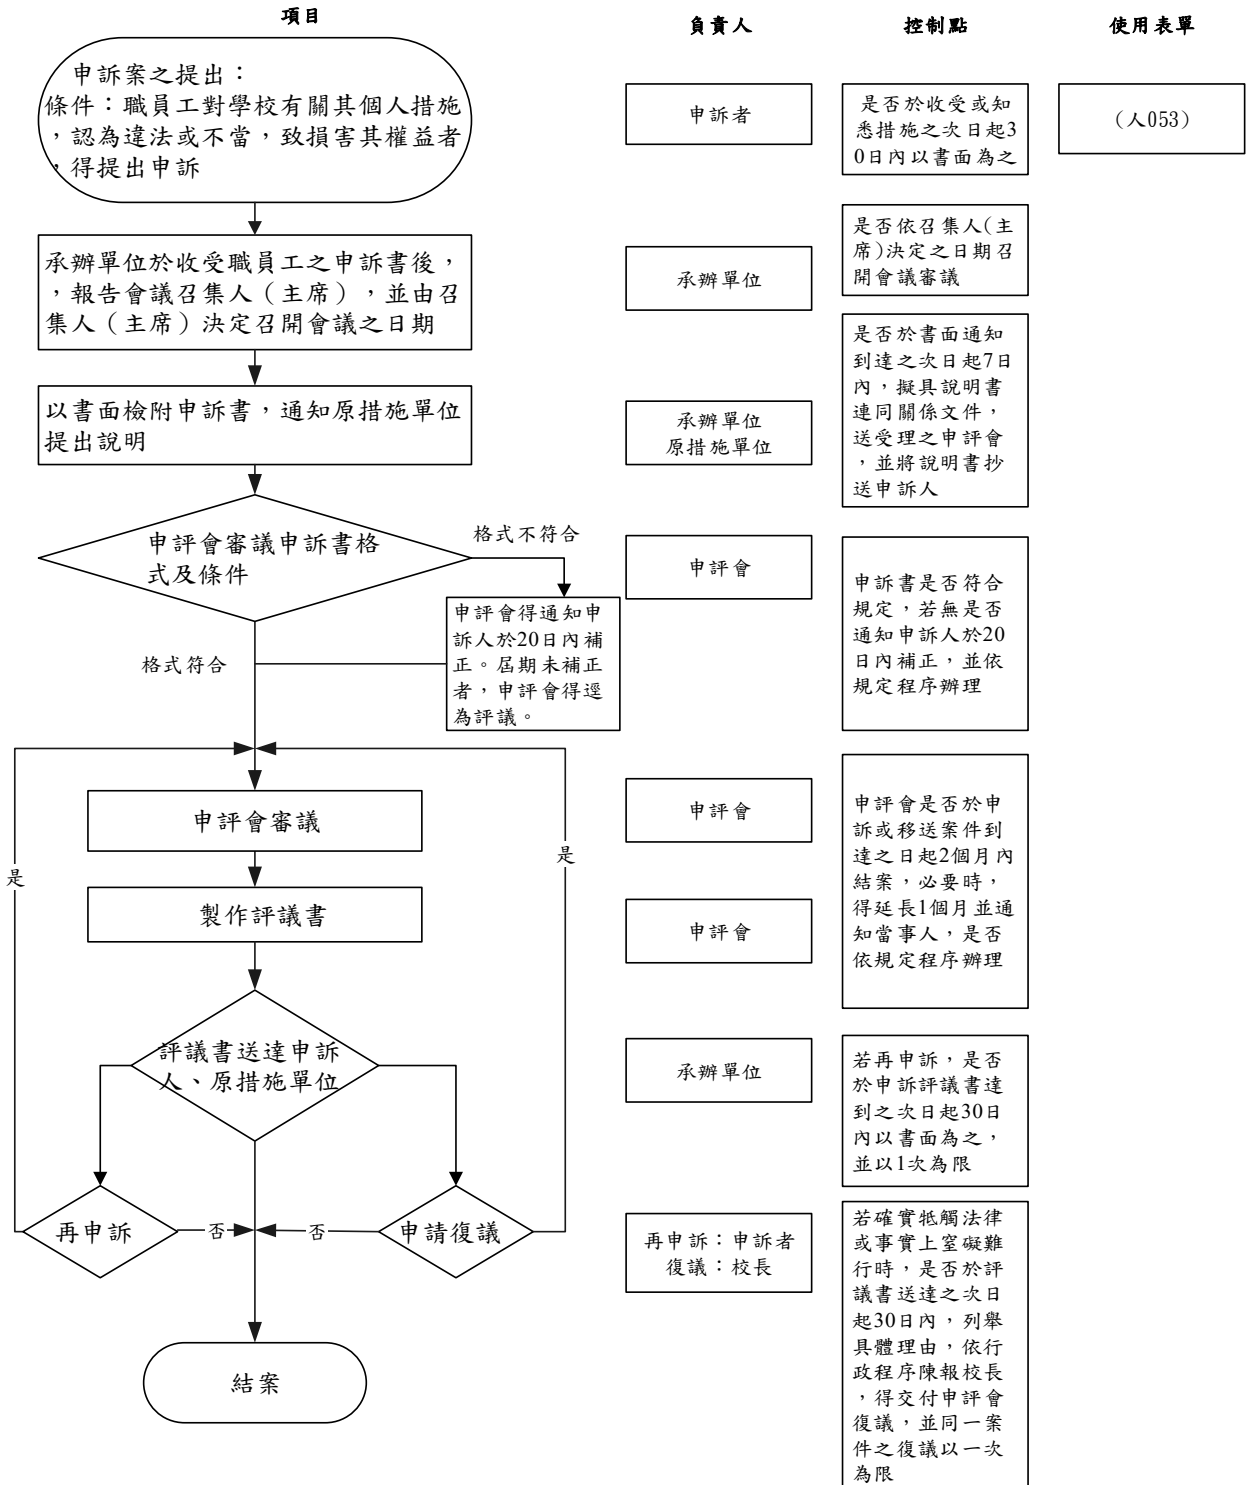 項目
負責人
控制點
使用表單
申訴案之提出：
條件：職員工對學校有關其個人措施
，認為違法或不當，致損害其權益者
，得提出申訴
申訴者
是否於收受或知
悉措施之次日起3
0日內以書面為之
（人053）
承辦單位於收受職員工之申訴書後，
，報告會議召集人（主席），並由召
集人（主席）決定召開會議之日期
承辦單位
是否依召集人(主
席)決定之日期召
開會議審議
以書面檢附申訴書，通知原措施單位
提出說明
承辦單位
原措施單位
是否於書面通知
到達之次日起7日
內，擬具說明書
連同關係文件，
送受理之申評會
，並將說明書抄
送申訴人
申評會審議申訴書格
式及條件
格式不符合
格式符合
申評會得通知申
訴人於20日內補
正。屆期未補正
者，申評會得逕
為評議。
申評會
申訴書是否符合
規定，若無是否
通知申訴人於20
日內補正，並依
規定程序辦理
申評會審議
申評會
申評會是否於申
訴或移送案件到
達之日起2個月內
結案，必要時，
得延長1個月並通
知當事人，是否
依規定程序辦理
是
是
製作評議書
申評會
評議書送達申訴
人、原措施單位
承辦單位
若再申訴，是否
於申訴評議書達
到之次日起30日
內以書面為之，
並以1次為限
再申訴
否
否
申請復議
再申訴：申訴者
復議：校長
若確實牴觸法律
或事實上窒礙難
行時，是否於評
議書送達之次日
起30日內，列舉
具體理由，依行
政程序陳報校長
，得交付申評會
復議，並同一案
件之復議以一次
為限
結案